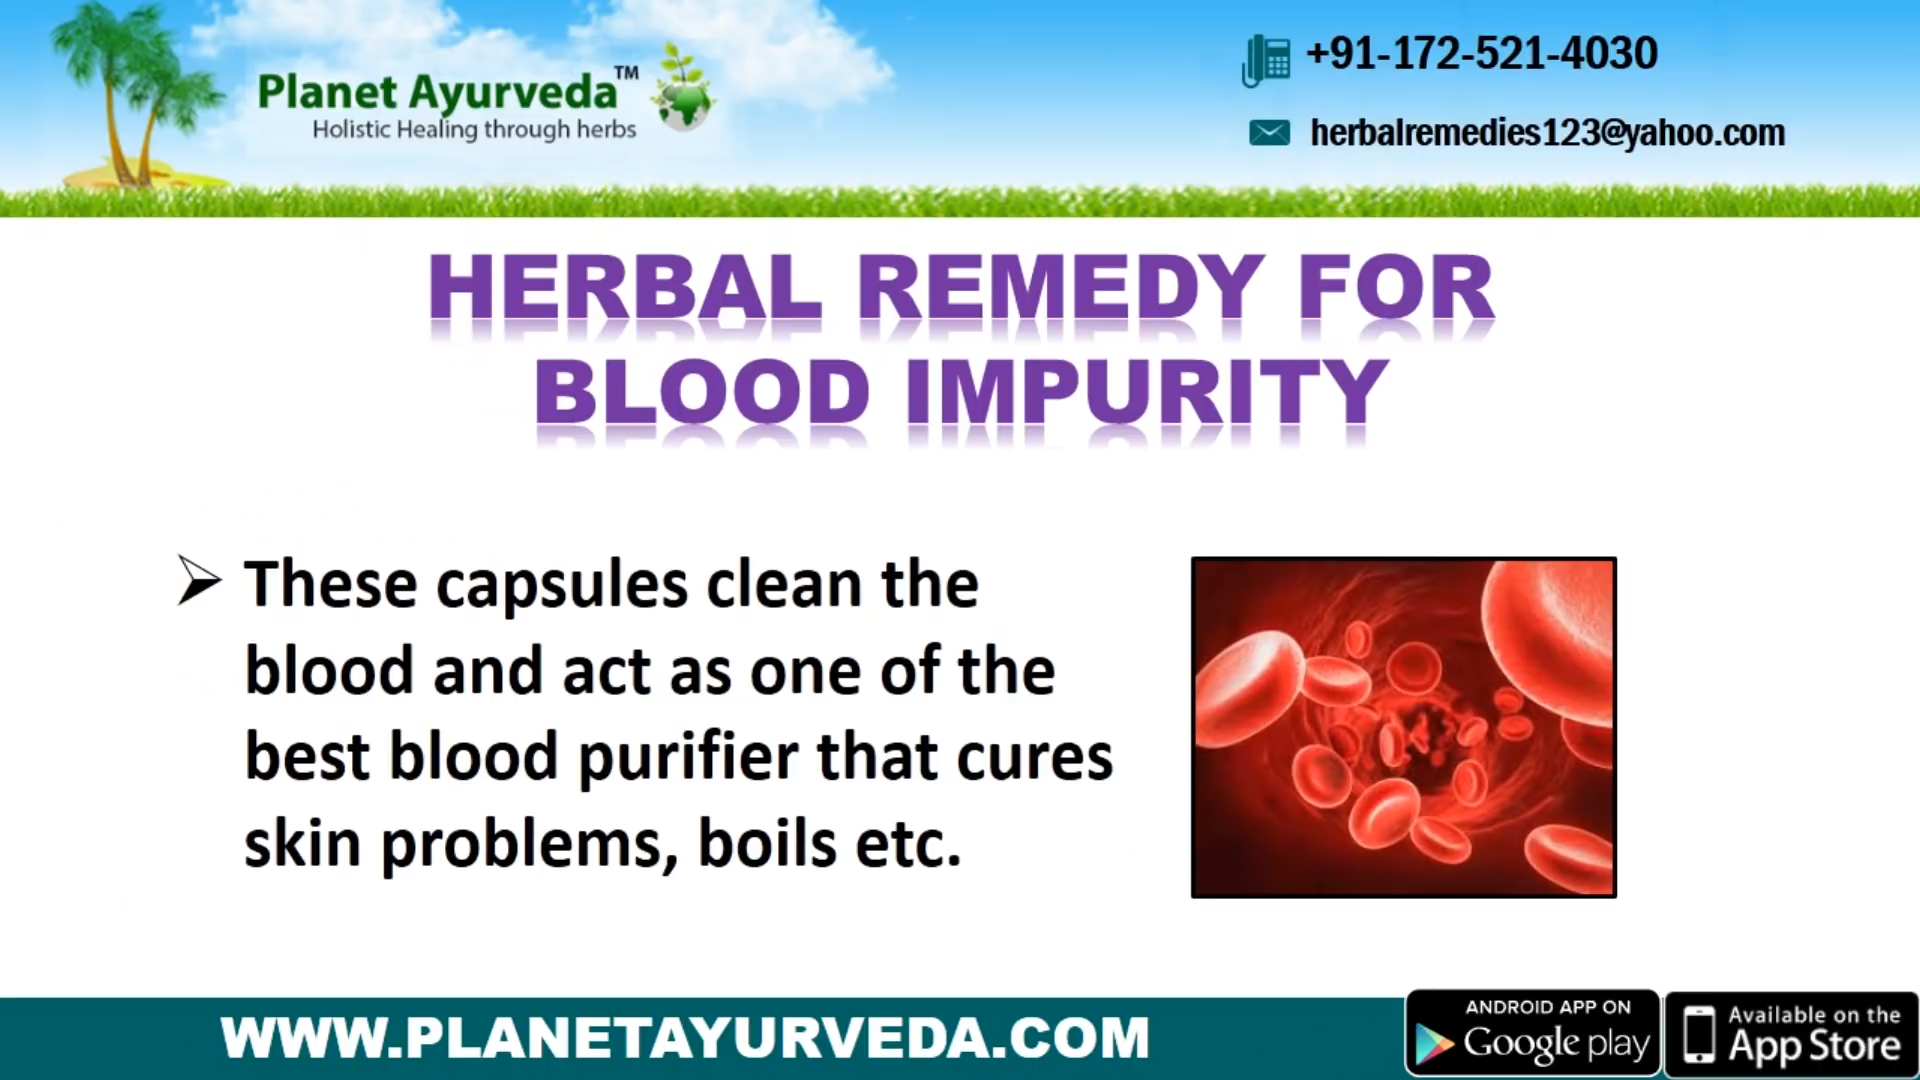 Planet Ayurveda™
Holistic Healing through herbs
+91-172-521-4030
herbalremedies123@yahoo.com
HERBAL REMEDY FOR
BLOOD IMPURITY
➢ These capsules clean the
blood and act as one of the
best blood purifier that cures
skin problems, boils etc.
WWW.PLANETAYURVEDA.COM
ANDROID APP ON
Google play
Available on the
App Store